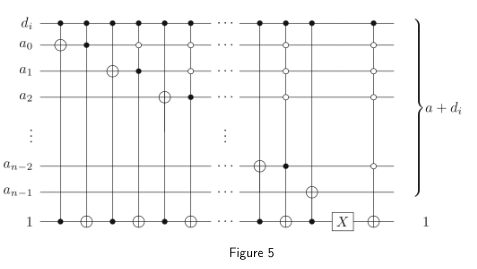 d_i
a_0
a_1
a_2
⋮ ⋮
a_{n-2}
a_{n-1}
1 X 1
a + d_i
Figure 5